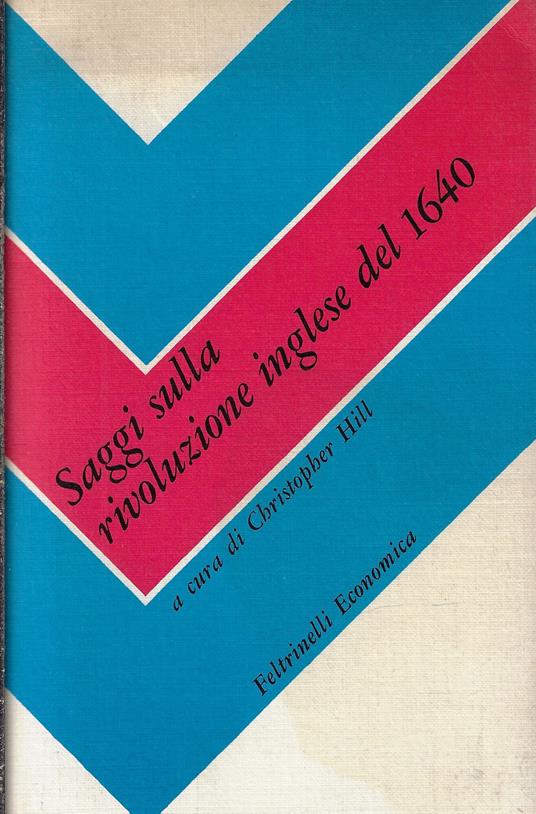 Saggi sulla
rivoluzione inglese del 1640
a cura di Christopher Hill
Feltrinelli Economica